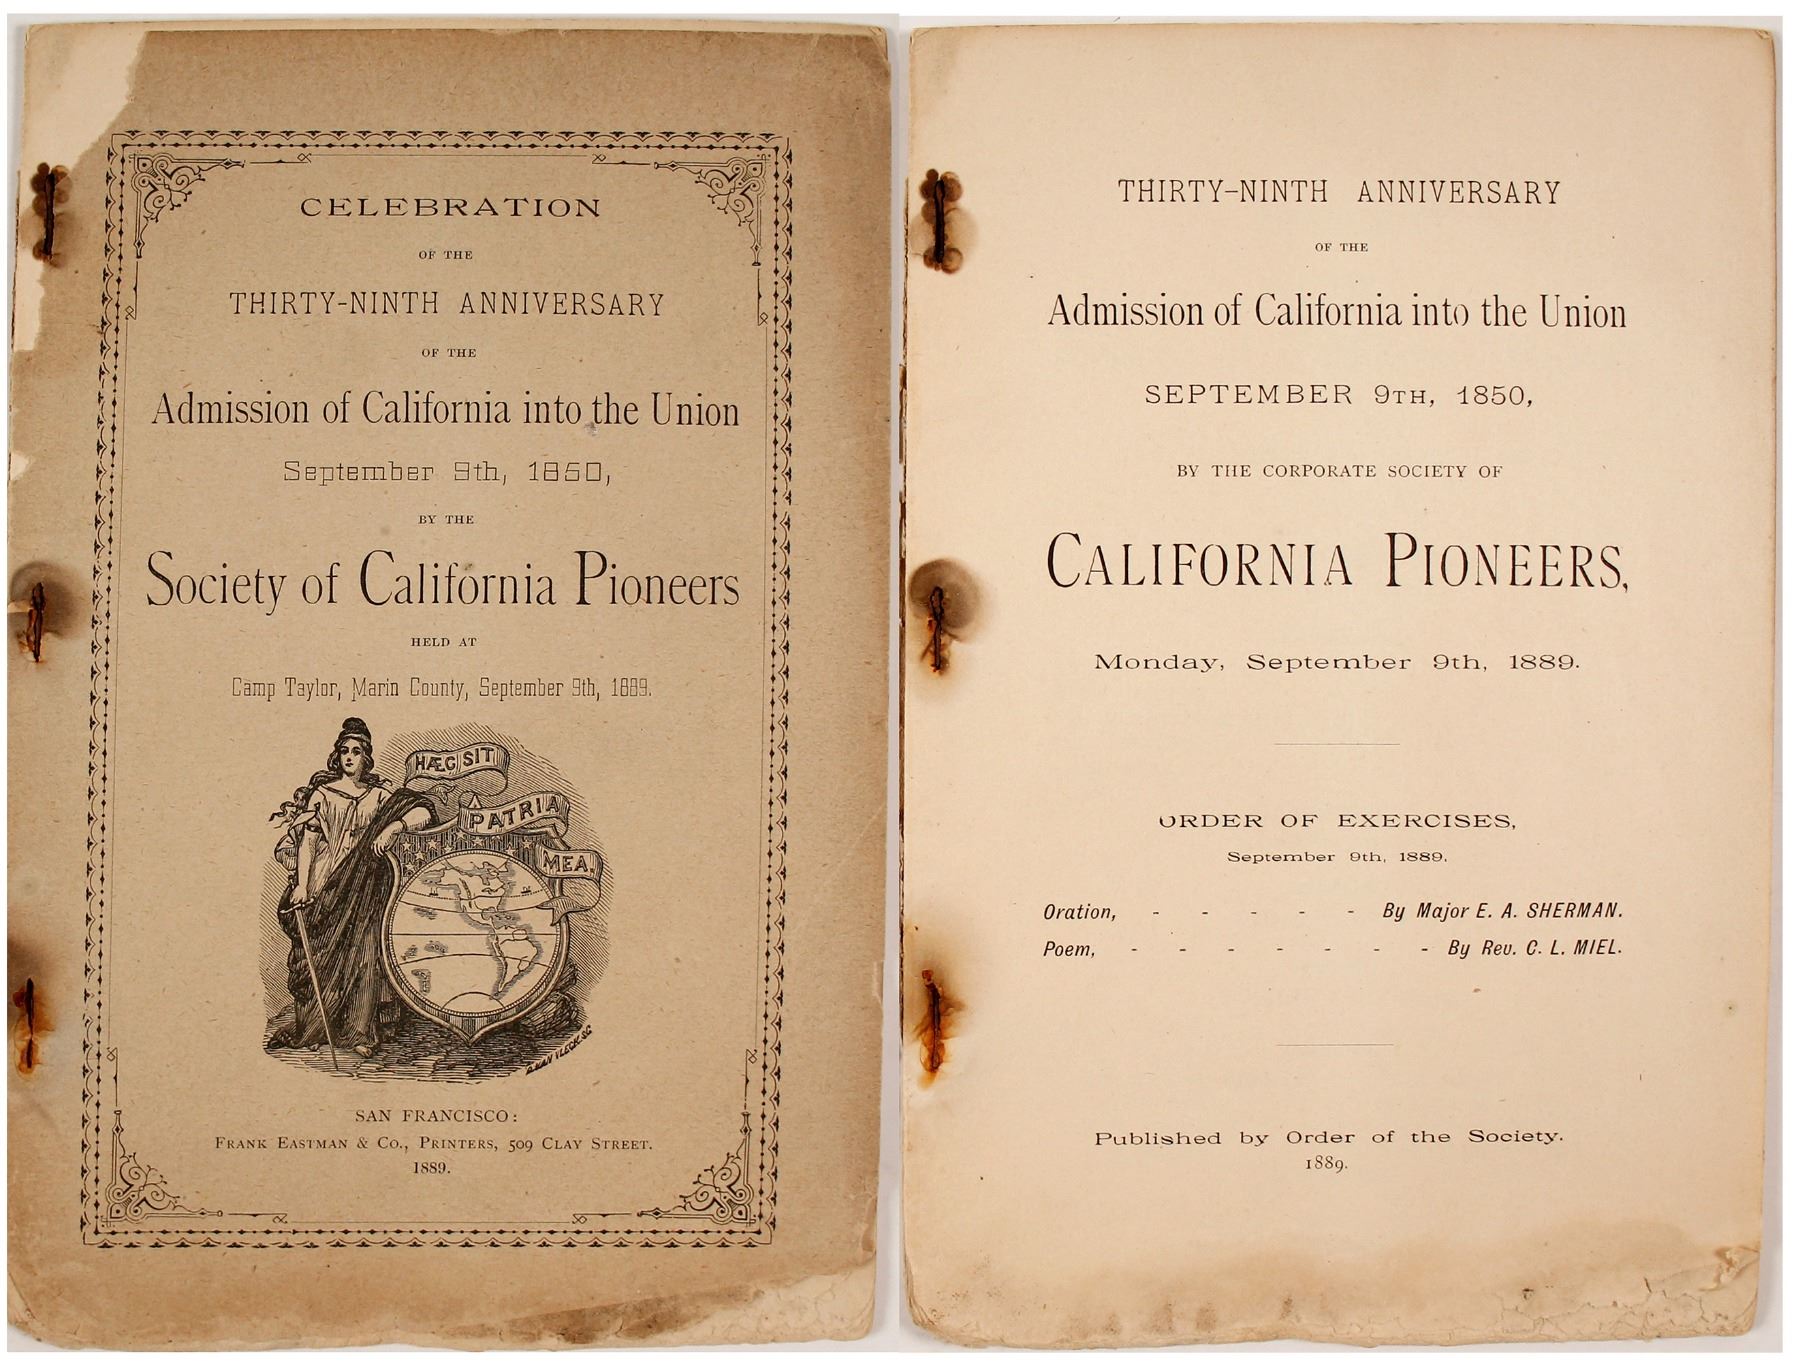 CELEBRATION
OF THE
THIRTY-NINTH ANNIVERSARY
OF THE
Admission of California into the Union
September 9th, 1850,
BY THE
Society of California Pioneers
HELD AT
Camp Taylor, Marin County, September 9th, 1889.
HÆC SIT
PATRIA
MEA.
D. VAN VLECK. SC
SAN FRANCISCO:
FRANK EASTMAN & CO., PRINTERS, 509 CLAY STREET.
1889.
THIRTY-NINTH ANNIVERSARY
OF THE
Admission of California into the Union
SEPTEMBER 9TH, 1850,
BY THE CORPORATE SOCIETY OF
CALIFORNIA PIONEERS,
Monday, September 9th, 1889.
ORDER OF EXERCISES,
September 9th, 1889.
Oration, - - - - - By Major E. A. SHERMAN.
Poem, - - - - - - - By Rev. C. L. MIEL.
Published by Order of the Society.
1889.